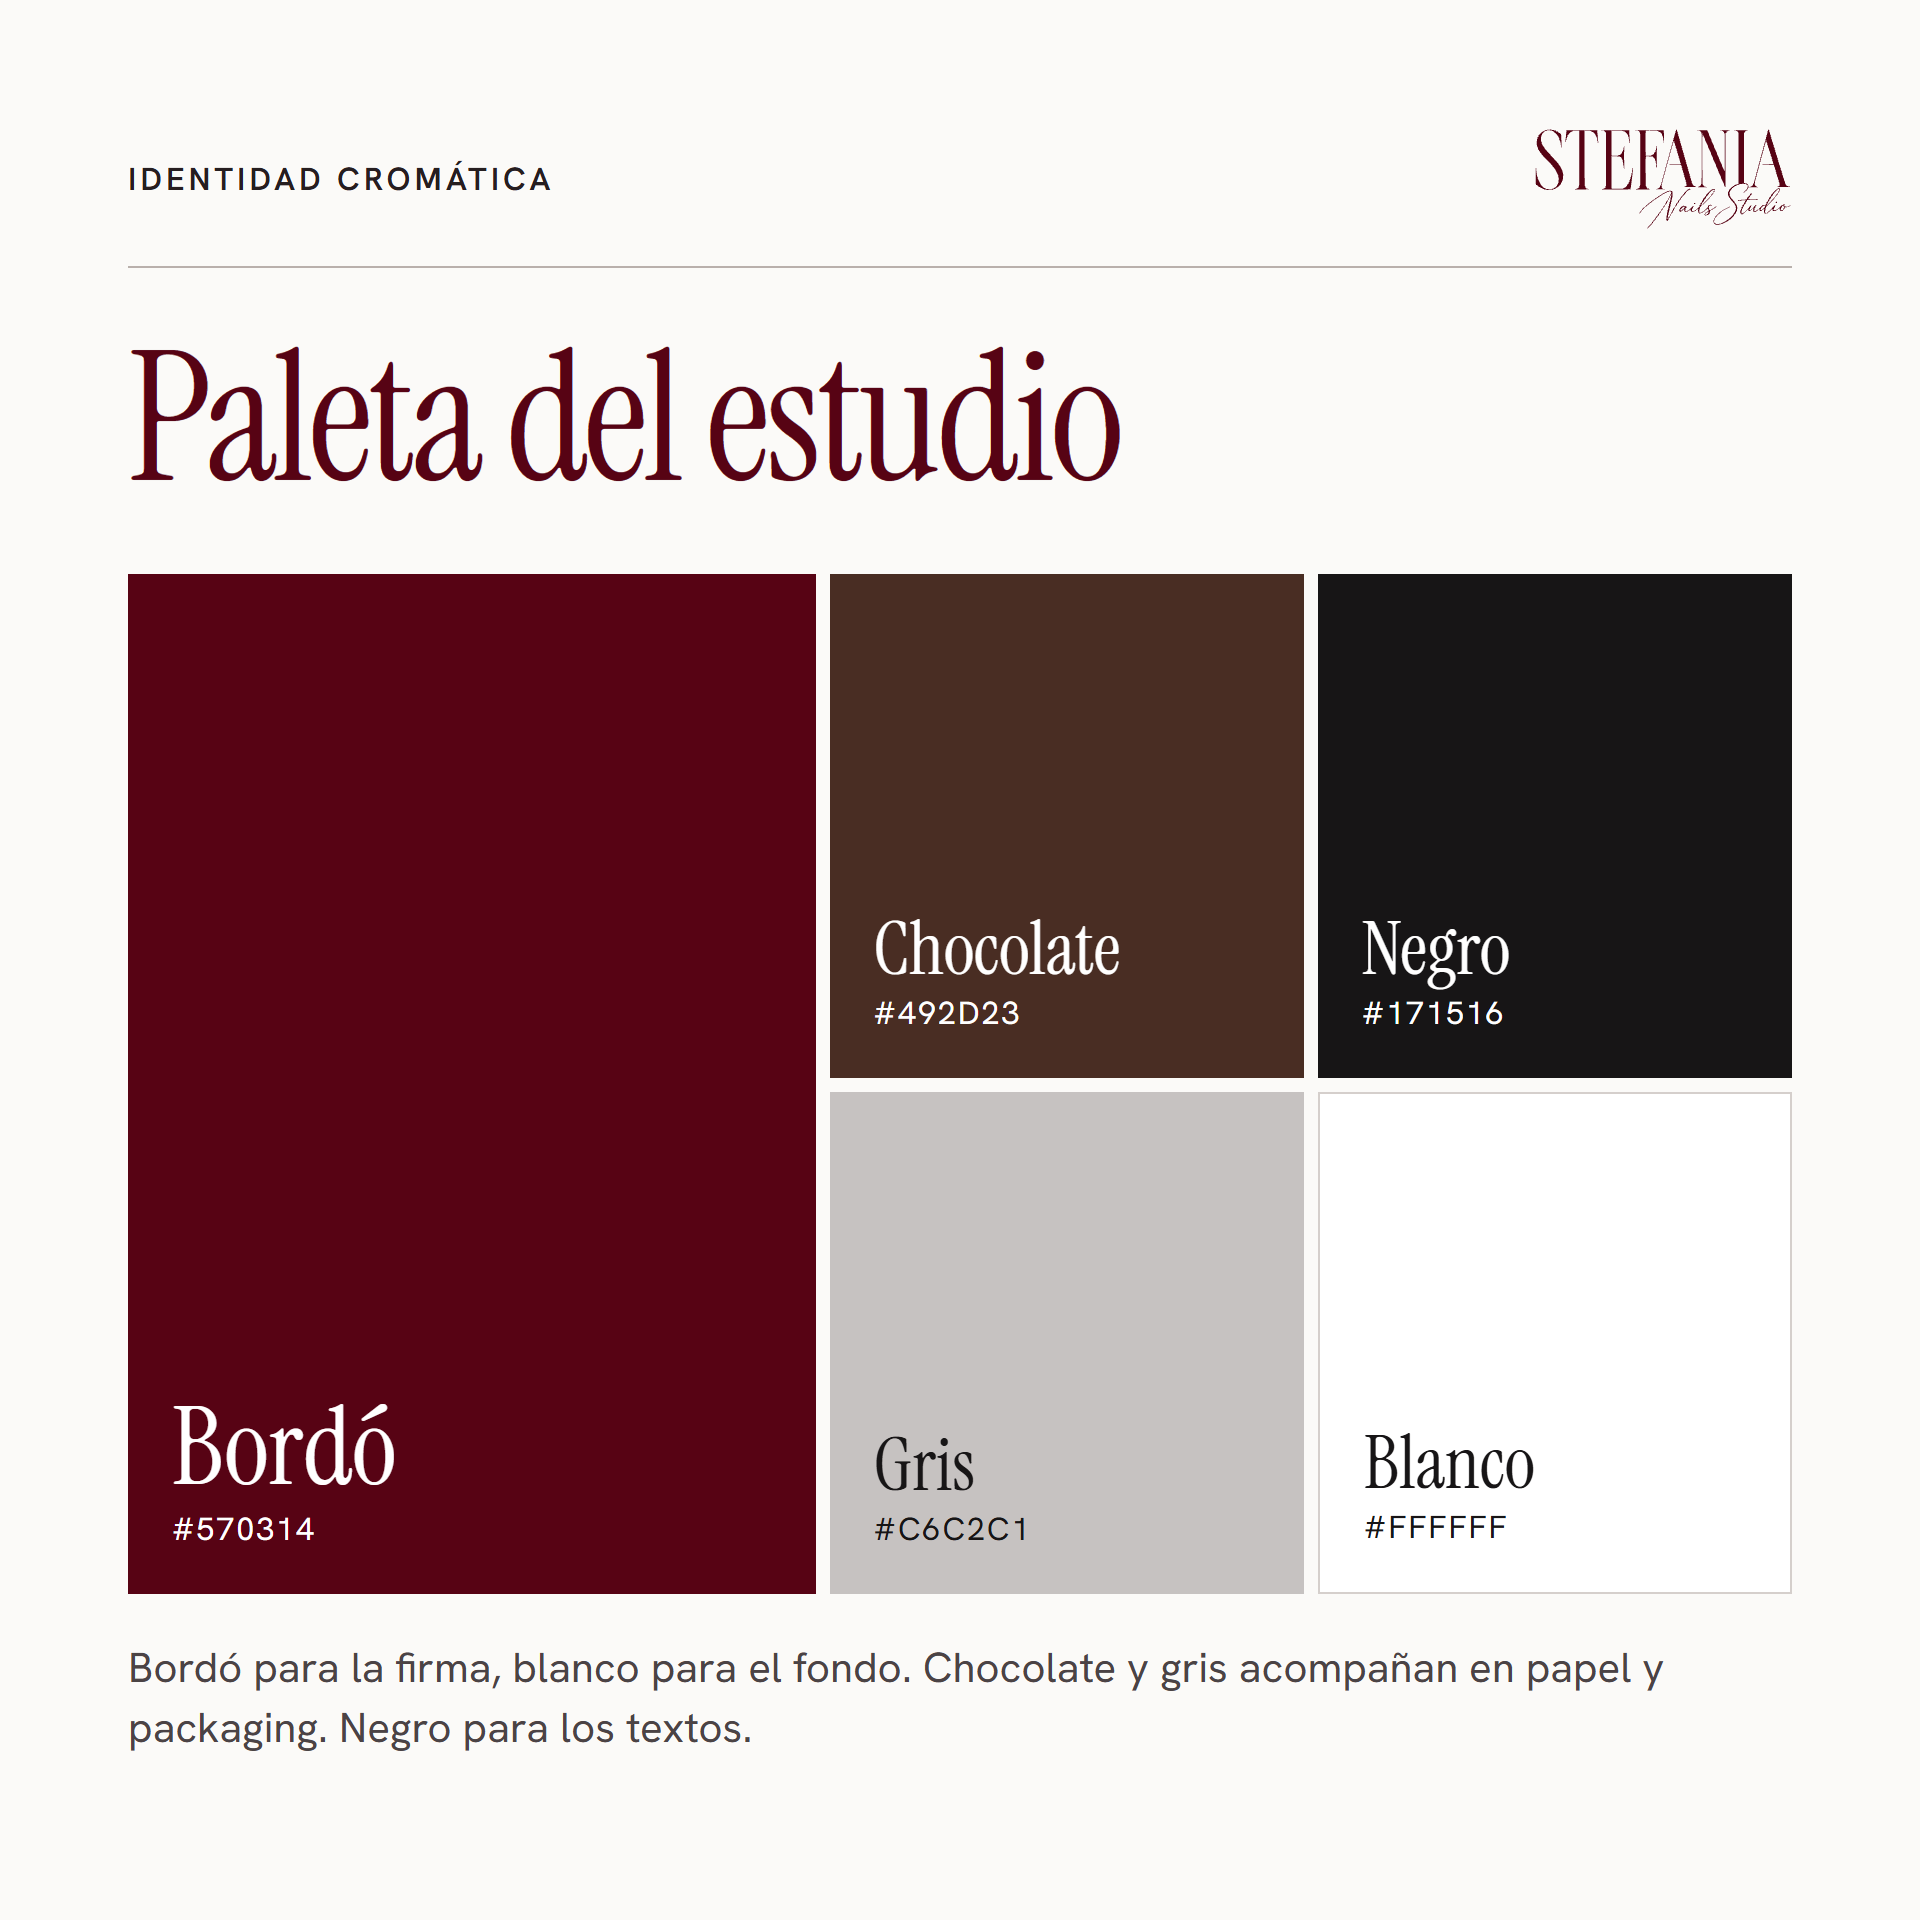 IDENTIDAD CROMÁTICA
STEFANIA
Nails Studio
Paleta del estudio
Bordó
#570314
Chocolate
#492D23
Negro
#171516
Gris
#C6C2C1
Blanco
#FFFFFF
Bordó para la firma, blanco para el fondo. Chocolate y gris acompañan en papel y
packaging. Negro para los textos.